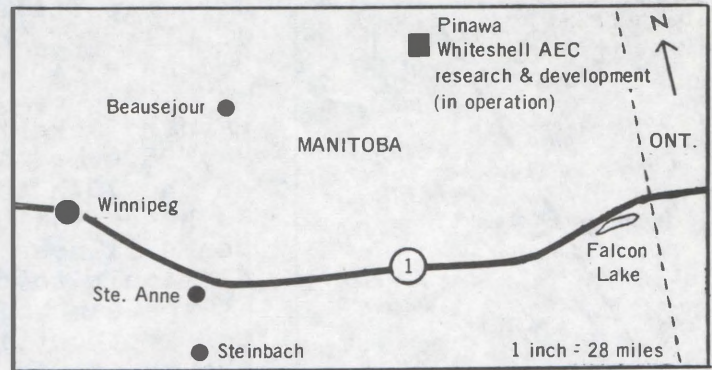 Pinawa
Whiteshell AEC
research & development
(in operation)
N
Beausejour
MANITOBA
ONT.
Winnipeg
1
Falcon
Lake
Ste. Anne
Steinbach
1 inch = 28 miles